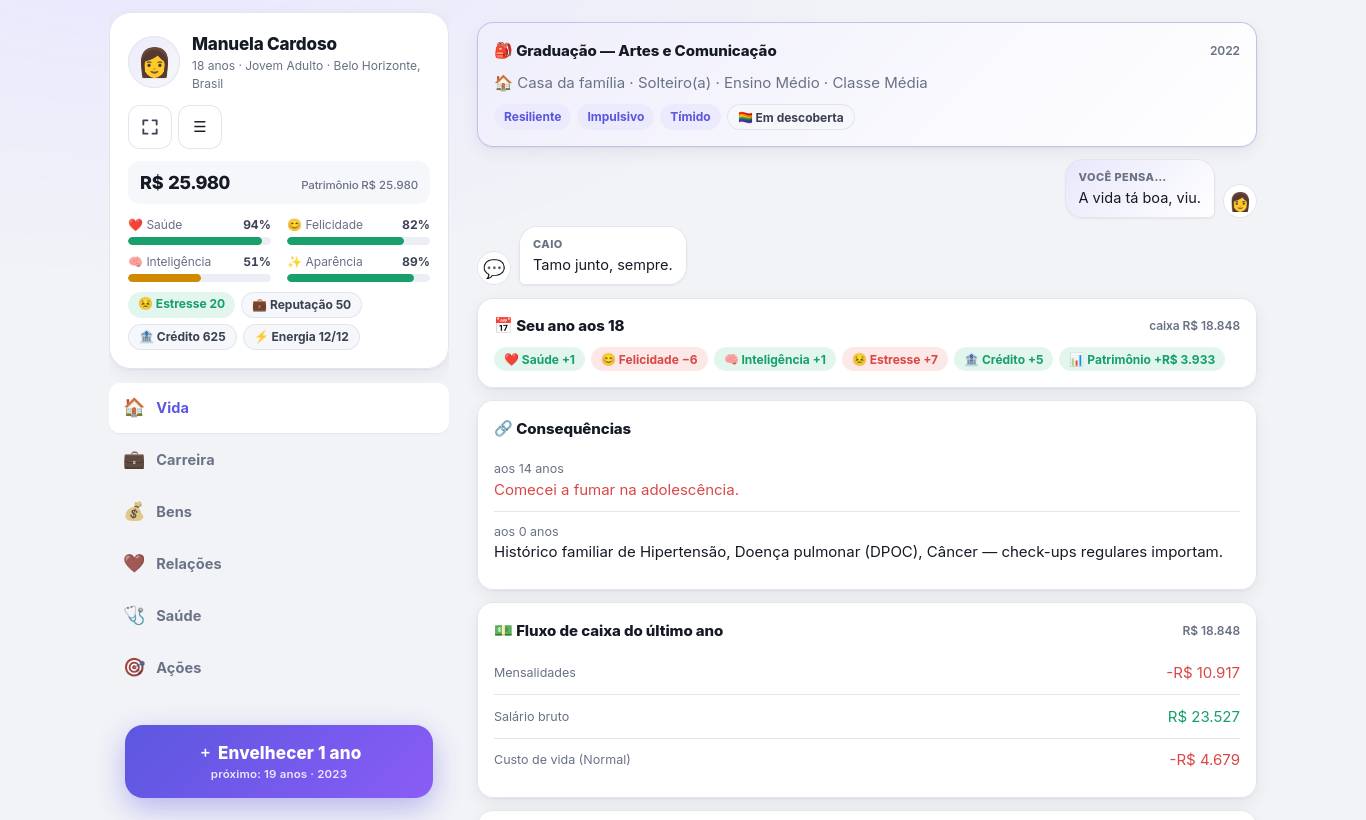 Manuela Cardoso
18 anos · Jovem Adulto · Belo Horizonte,
Brasil
R$ 25.980
Patrimônio R$ 25.980
❤️ Saúde 94%
😊 Felicidade 82%
🧠 Inteligência 51%
✨ Aparência 89%
😣 Estresse 20
💼 Reputação 50
🏦 Crédito 625
⚡ Energia 12/12
🏠 Vida
💼 Carreira
💰 Bens
❤️ Relações
🩺 Saúde
🎯 Ações
+ Envelhecer 1 ano
próximo: 19 anos · 2023
🎒 Graduação — Artes e Comunicação
2022
🏠 Casa da família · Solteiro(a) · Ensino Médio · Classe Média
Resiliente
Impulsivo
Tímido
🏳️‍🌈 Em descoberta
VOCÊ PENSA...
A vida tá boa, viu.
CAIO
Tamo junto, sempre.
📅 Seu ano aos 18
caixa R$ 18.848
❤️ Saúde +1
😊 Felicidade −6
🧠 Inteligência +1
😣 Estresse +7
🏦 Crédito +5
📊 Patrimônio +R$ 3.933
🔗 Consequências
aos 14 anos
Comecei a fumar na adolescência.
aos 0 anos
Histórico familiar de Hipertensão, Doença pulmonar (DPOC), Câncer — check-ups regulares importam.
💵 Fluxo de caixa do último ano
R$ 18.848
Mensalidades
-R$ 10.917
Salário bruto
R$ 23.527
Custo de vida (Normal)
-R$ 4.679